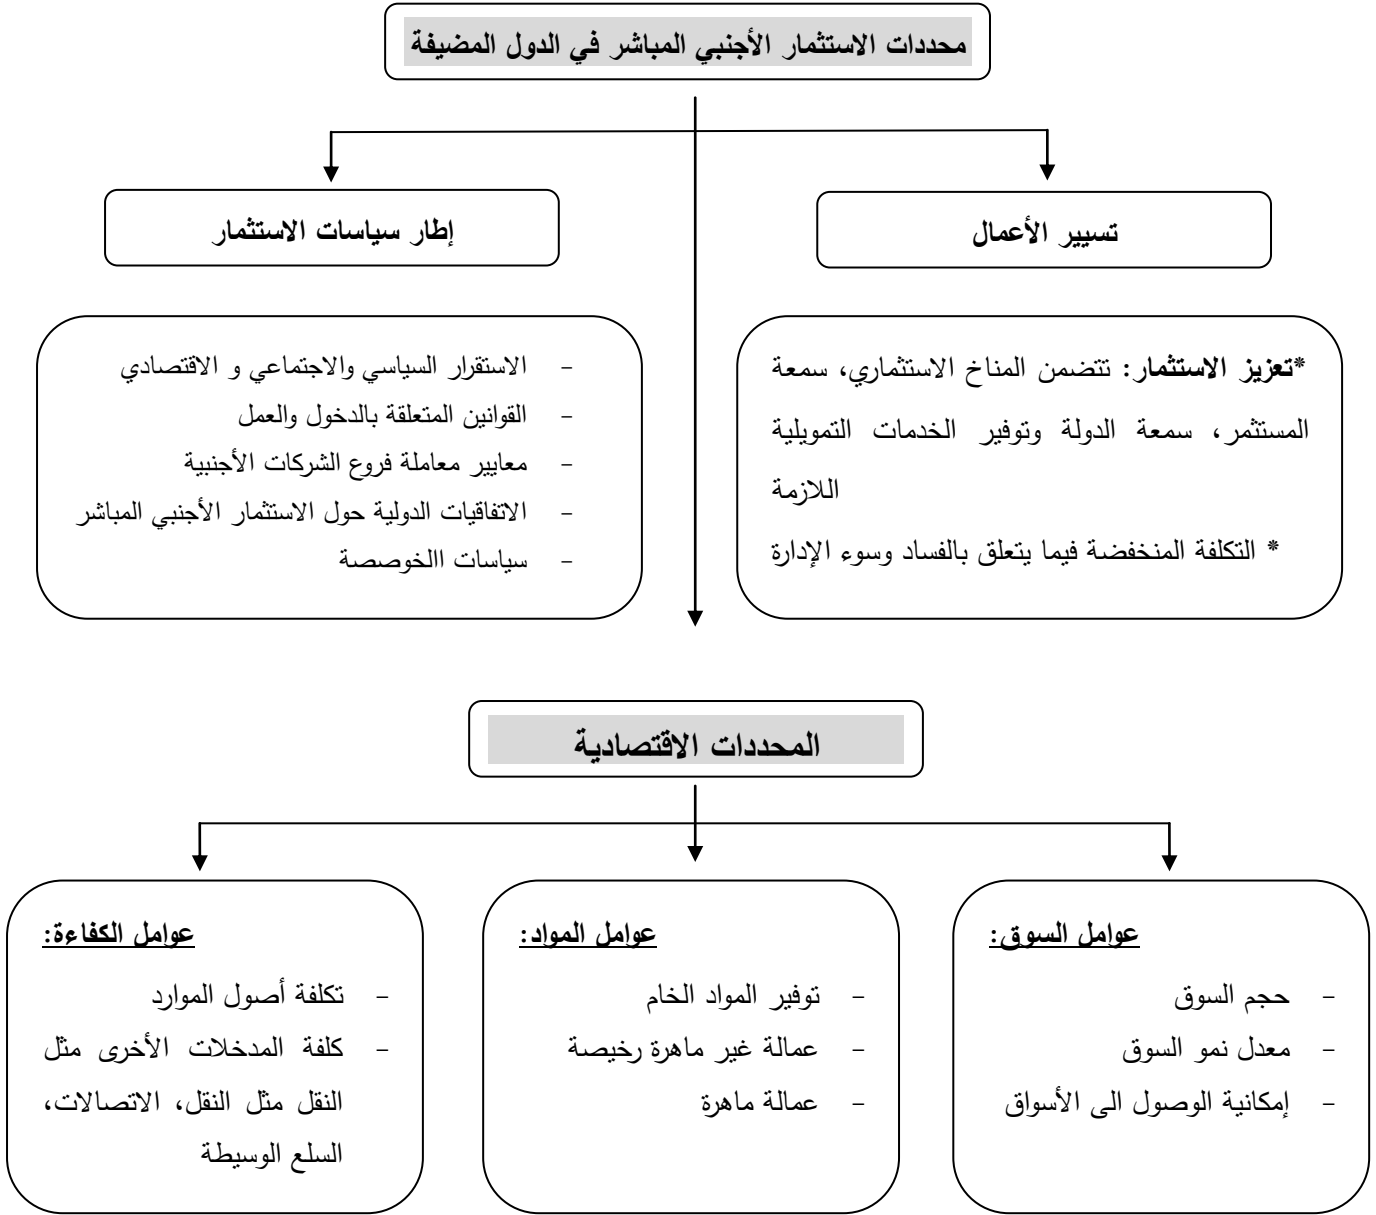 محددات الاستثمار الأجنبي المباشر في الدول المضيفة
تسيير الأعمال
إطار سياسات الاستثمار
*تعزيز الاستثمار: تتضمن المناخ الاستثماري، سمعة
المستثمر، سمعة الدولة وتوفير الخدمات التمويلية
اللازمة
* التكلفة المنخفضة فيما يتعلق بالفساد وسوء الإدارة
- الاستقرار السياسي والاجتماعي و الاقتصادي
- القوانين المتعلقة بالدخول والعمل
- معايير معاملة فروع الشركات الأجنبية
- الاتفاقيات الدولية حول الاستثمار الأجنبي المباشر
- سياسات االخوصصة
المحددات الاقتصادية
عوامل السوق:
- حجم السوق
- معدل نمو السوق
- إمكانية الوصول الى الأسواق
عوامل المواد:
- توفير المواد الخام
- عمالة غير ماهرة رخيصة
- عمالة ماهرة
عوامل الكفاءة:
- تكلفة أصول الموارد
- كلفة المدخلات الأخرى مثل
النقل مثل النقل، الاتصالات،
السلع الوسيطة